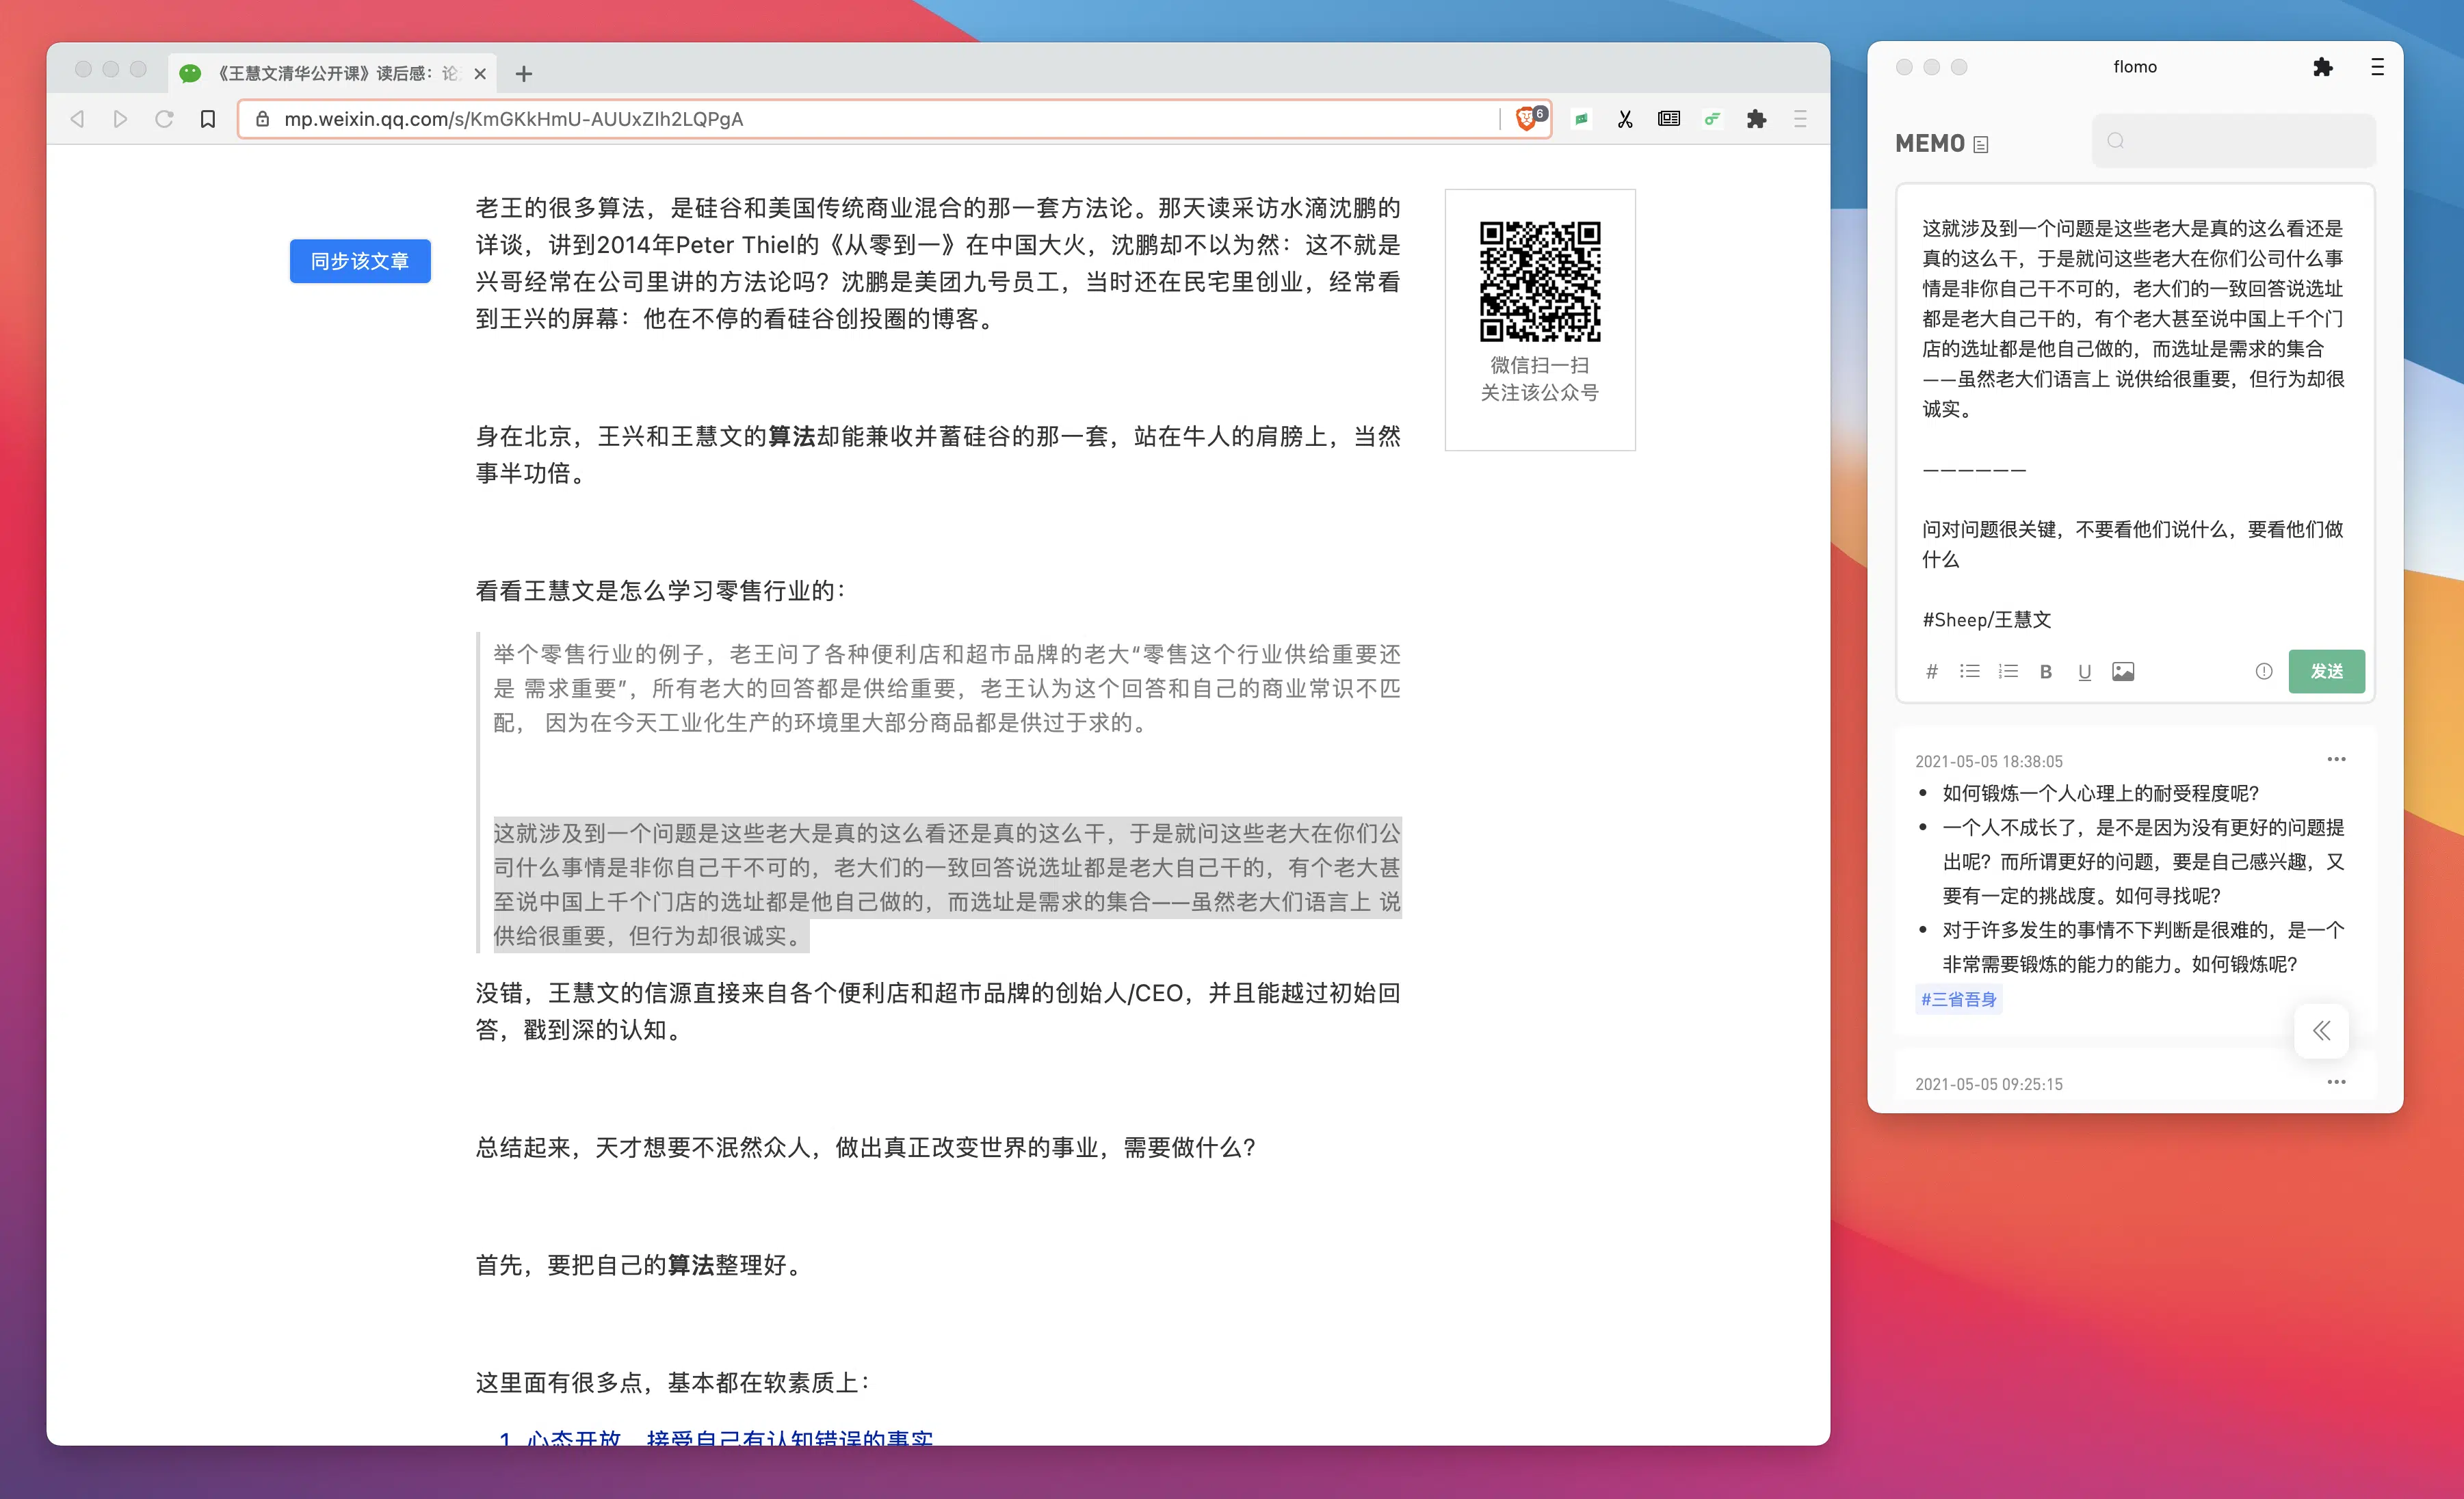 《王慧文清华公开课》读后感：论
mp.weixin.qq.com/s/KmGKkHmU-AUUxZIh2LQPgA
6
同步该文章
老王的很多算法，是硅谷和美国传统商业混合的那一套方法论。那天读采访水滴沈鹏的
详谈，讲到2014年Peter Thiel的《从零到一》在中国大火，沈鹏却不以为然：这不就是
兴哥经常在公司里讲的方法论吗？沈鹏是美团九号员工，当时还在民宅里创业，经常看
到王兴的屏幕：他在不停的看硅谷创投圈的博客。
身在北京，王兴和王慧文的算法却能兼收并蓄硅谷的那一套，站在牛人的肩膀上，当然
事半功倍。
看看王慧文是怎么学习零售行业的：
举个零售行业的例子，老王问了各种便利店和超市品牌的老大“零售这个行业供给重要还
是 需求重要”，所有老大的回答都是供给重要，老王认为这个回答和自己的商业常识不匹
配， 因为在今天工业化生产的环境里大部分商品都是供过于求的。
这就涉及到一个问题是这些老大是真的这么看还是真的这么干，于是就问这些老大在你们公
司什么事情是非你自己干不可的，老大们的一致回答说选址都是老大自己干的，有个老大甚
至说中国上千个门店的选址都是他自己做的，而选址是需求的集合——虽然老大们语言上 说
供给很重要，但行为却很诚实。
没错，王慧文的信源直接来自各个便利店和超市品牌的创始人/CEO，并且能越过初始回
答，戳到深的认知。
总结起来，天才想要不泯然众人，做出真正改变世界的事业，需要做什么？
首先，要把自己的算法整理好。
这里面有很多点，基本都在软素质上：
1. 心态开放，接受自己有认知错误的事实
微信扫一扫
关注该公众号
flomo
MEMO
这就涉及到一个问题是这些老大是真的这么看还是
真的这么干，于是就问这些老大在你们公司什么事
情是非你自己干不可的，老大们的一致回答说选址
都是老大自己干的，有个老大甚至说中国上千个门
店的选址都是他自己做的，而选址是需求的集合
——虽然老大们语言上 说供给很重要，但行为却很
诚实。
——————
问对问题很关键，不要看他们说什么，要看他们做
什么
#Sheep/王慧文
# B U 发送
2021-05-05 18:38:05
• 如何锻炼一个人心理上的耐受程度呢?
• 一个人不成长了，是不是因为没有更好的问题提
出呢？而所谓更好的问题，要是自己感兴趣，又
要有一定的挑战度。如何寻找呢?
• 对于许多发生的事情不下判断是很难的，是一个
非常需要锻炼的能力的能力。如何锻炼呢?
#三省吾身
2021-05-05 09:25:15